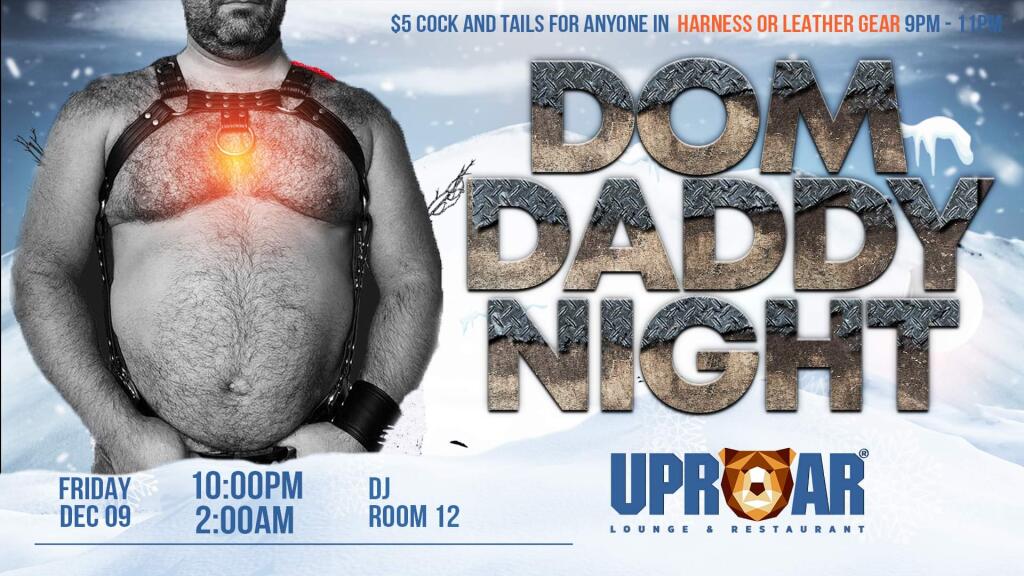 $5 COCK AND TAILS FOR ANYONE IN HARNESS OR LEATHER GEAR 9PM - 11PM
DOM
DADDY
NIGHT
FRIDAY
DEC 09
10:00PM
2:00AM
DJ
ROOM 12
UPROAR®
LOUNGE & RESTAURANT